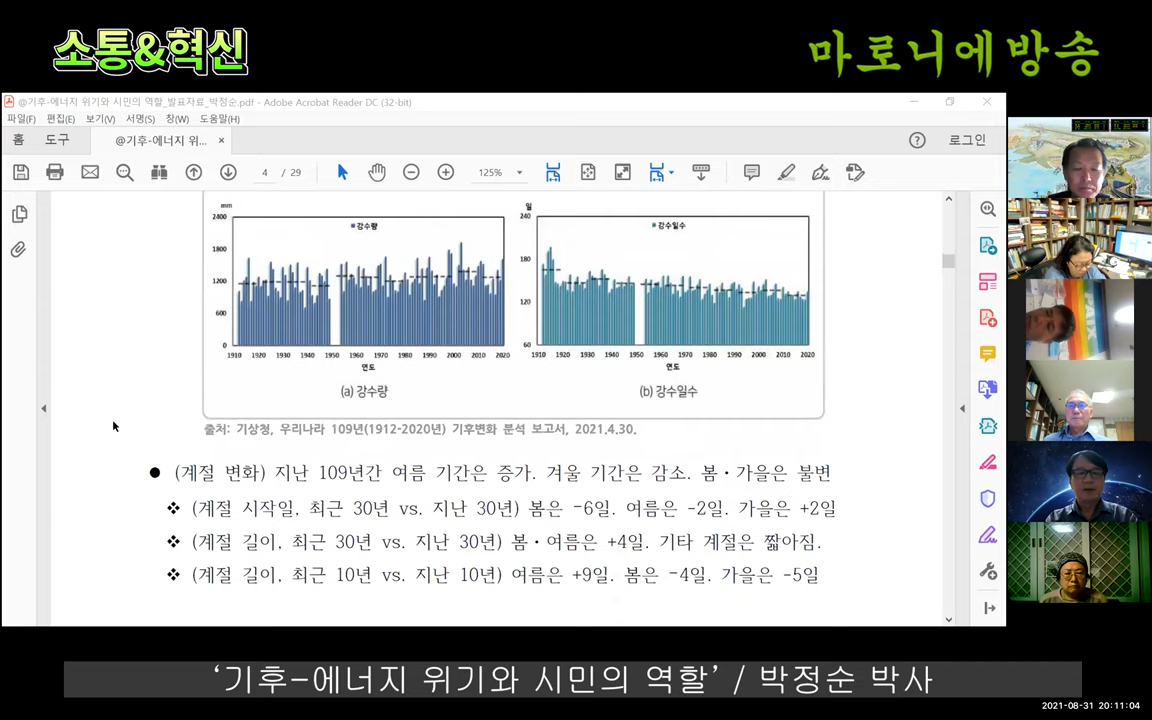 소통&혁신
마로니에방송
@기후-에너지 위기와 시민의 역할_발표자료_박정순.pdf - Adobe Acrobat Reader DC (32-bit)
파일(F) 편집(E) 보기(V) 서명(S) 창(W) 도움말(H)
홈 도구 @기후-에너지 위... × 로그인
4 / 29 125%
mm
2400
1800
1200
600
0
강수량
1910 1920 1930 1940 1950 1960 1970 1980 1990 2000 2010 2020
연도
(a) 강수량
일
240
180
120
60
강수일수
1910 1920 1930 1940 1950 1960 1970 1980 1990 2000 2010 2020
연도
(b) 강수일수
출처: 기상청, 우리나라 109년(1912-2020년) 기후변화 분석 보고서, 2021.4.30.
● (계절 변화) 지난 109년간 여름 기간은 증가. 겨울 기간은 감소. 봄·가을은 불변
❖ (계절 시작일, 최근 30년 vs. 지난 30년) 봄은 -6일. 여름은 -2일. 가을은 +2일
❖ (계절 길이, 최근 30년 vs. 지난 30년) 봄·여름은 +4일. 기타 계절은 짧아짐.
❖ (계절 길이, 최근 10년 vs. 지난 10년) 여름은 +9일. 봄은 -4일. 가을은 -5일
‘기후-에너지 위기와 시민의 역할’ / 박정순 박사
2021-08-31 20:11:04